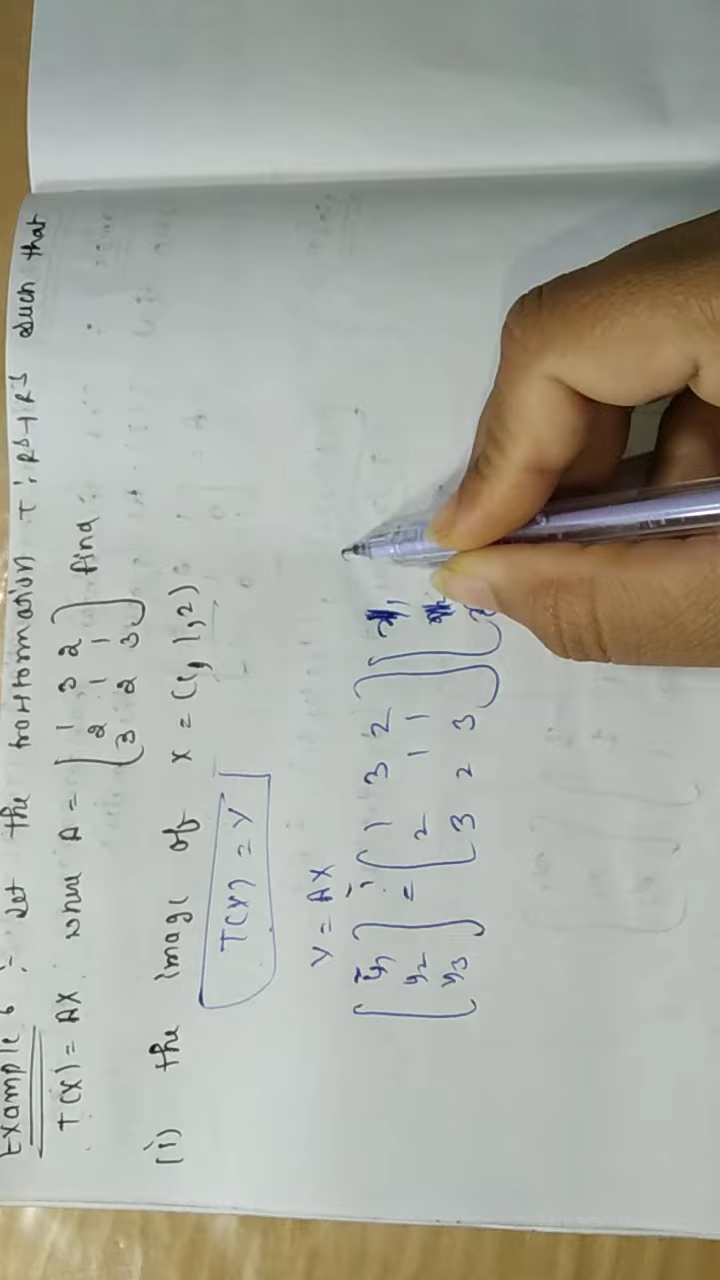 Example 6 :- Let the transformation T : R3→R3 such that
T(X) = AX where A = [1 3 2
2 1 1
3 2 3] find :
(i) the image of x = (1, 1, 2)
T(X) = Y
Y = AX
[y1 = [1 3 2] [x1
y2 2 1 1 x2
y3] 3 2 3]